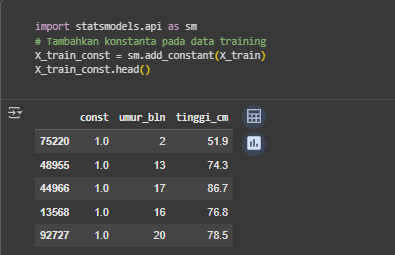 import statsmodels.api as sm
# Tambahkan konstanta pada data training
X_train_const = sm.add_constant(X_train)
X_train_const.head()
const umur_bln tinggi_cm
75220 1.0 2 51.9
48955 1.0 13 74.3
44966 1.0 17 86.7
13568 1.0 16 76.8
92727 1.0 20 78.5